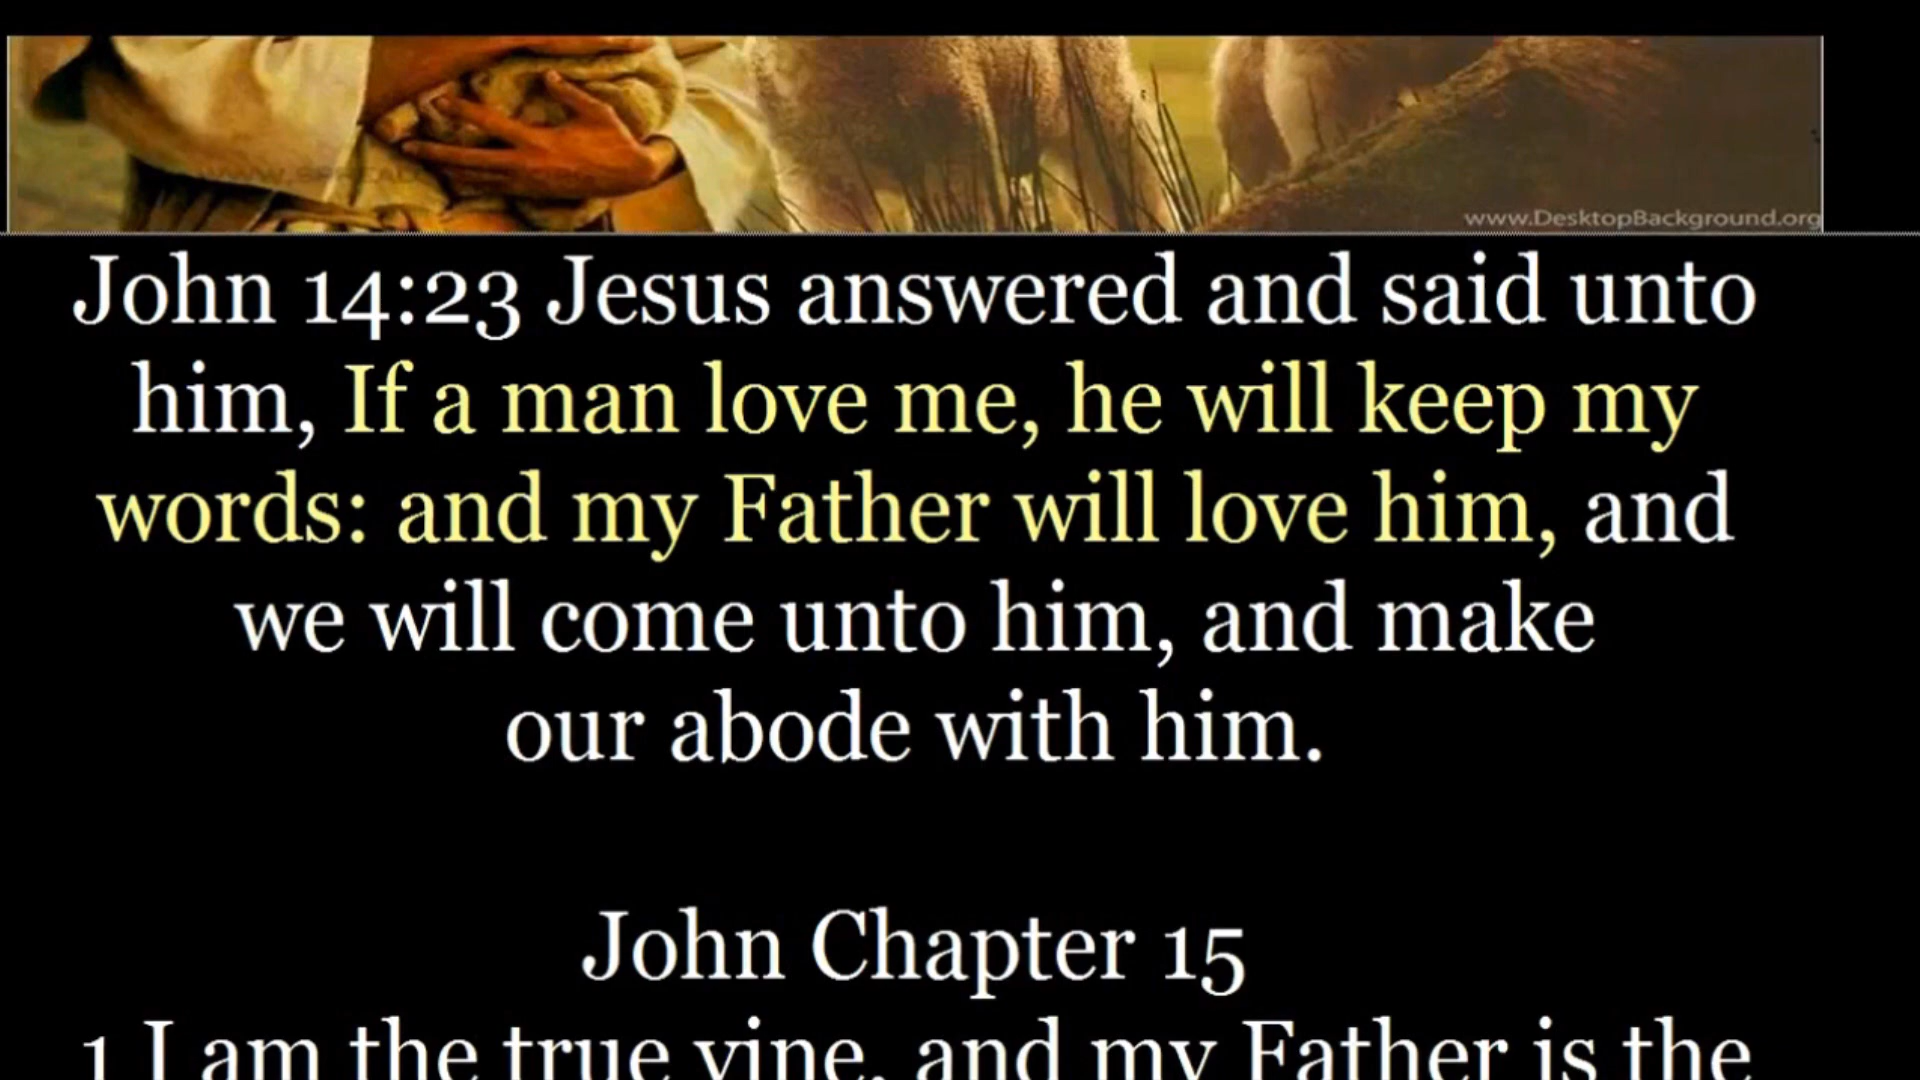 www.DesktopBackground.org
John 14:23 Jesus answered and said unto
him, If a man love me, he will keep my
words: and my Father will love him, and
we will come unto him, and make
our abode with him.
John Chapter 15
1 I am the true vine, and my Father is the